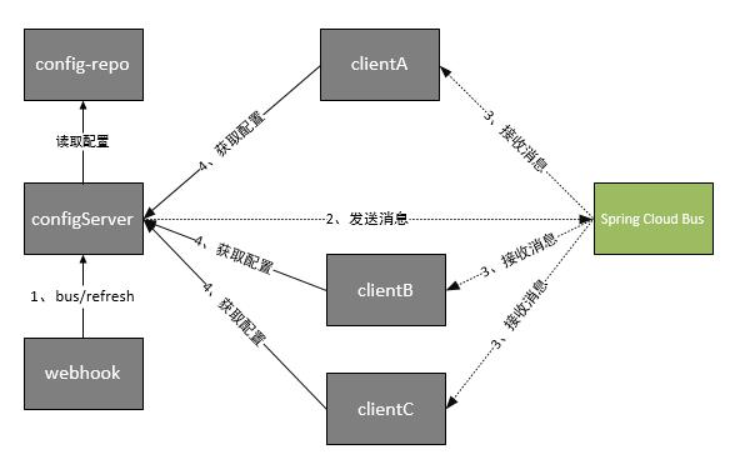 config-repo
clientA
读取配置
4、获取配置
3、接收消息
configServer
2、发送消息
Spring Cloud Bus
4、获取配置
3、接收消息
clientB
1、bus/refresh
4、获取配置
3、接收消息
webhook
clientC